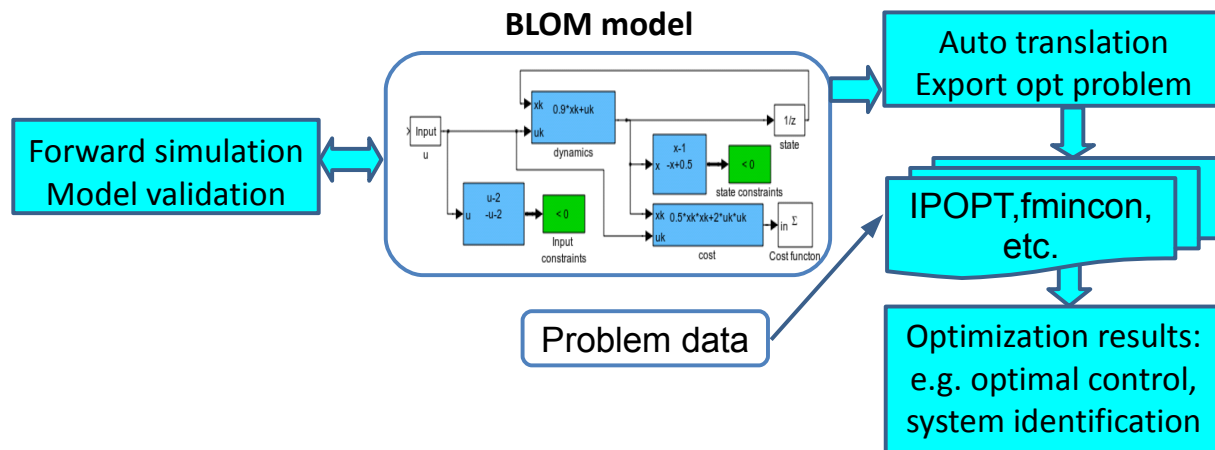 BLOM model
Forward simulation
Model validation
Input
u
xk
uk
0.9*xk+uk
dynamics
1/z
state
x
x-1
-x+0.5
< 0
state constraints
u
u-2
-u-2
< 0
Input
constraints
xk
uk
0.5*xk*xk+2*uk*uk
cost
in
Σ
Cost functon
Auto translation
Export opt problem
IPOPT,fmincon,
etc.
Problem data
Optimization results:
e.g. optimal control,
system identification